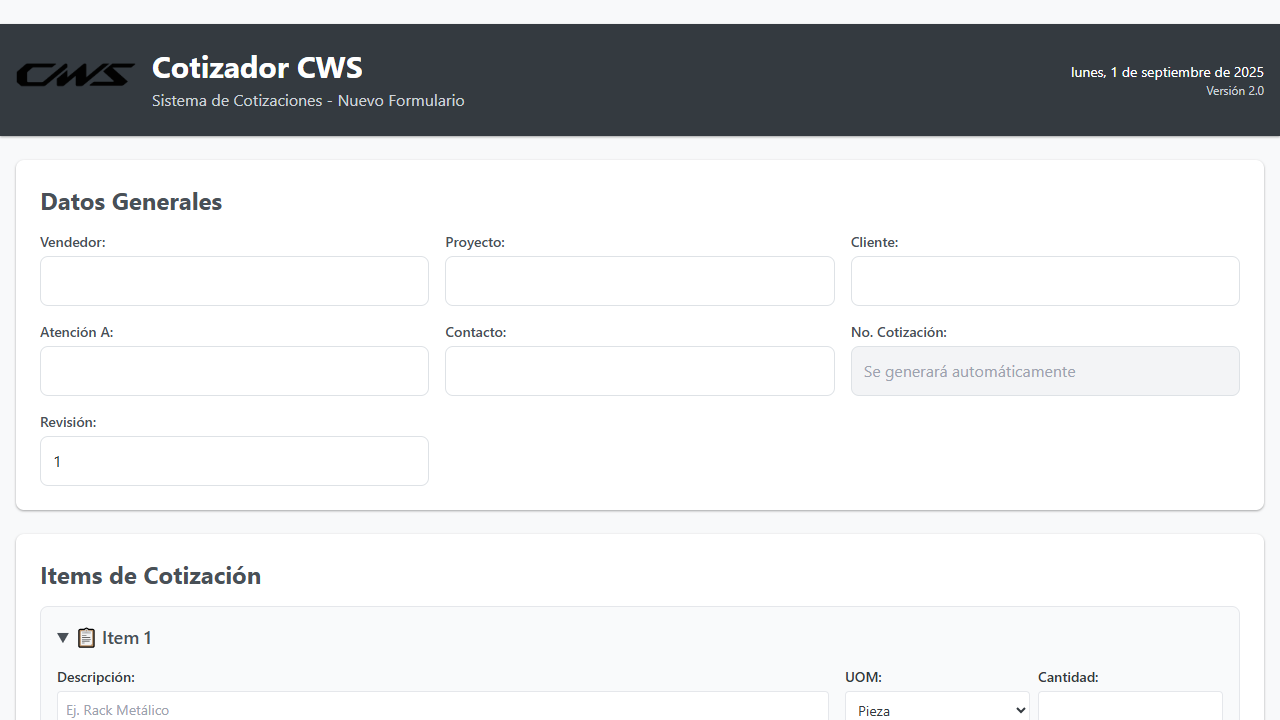 CWS
Cotizador CWS
Sistema de Cotizaciones - Nuevo Formulario
lunes, 1 de septiembre de 2025
Versión 2.0
Datos Generales
Vendedor:
Proyecto:
Cliente:
Atención A:
Contacto:
No. Cotización:
Se generará automáticamente
Revisión:
1
Items de Cotización
▼ 📋 Item 1
Descripción:
UOM:
Cantidad:
Ej. Rack Metálico
Pieza